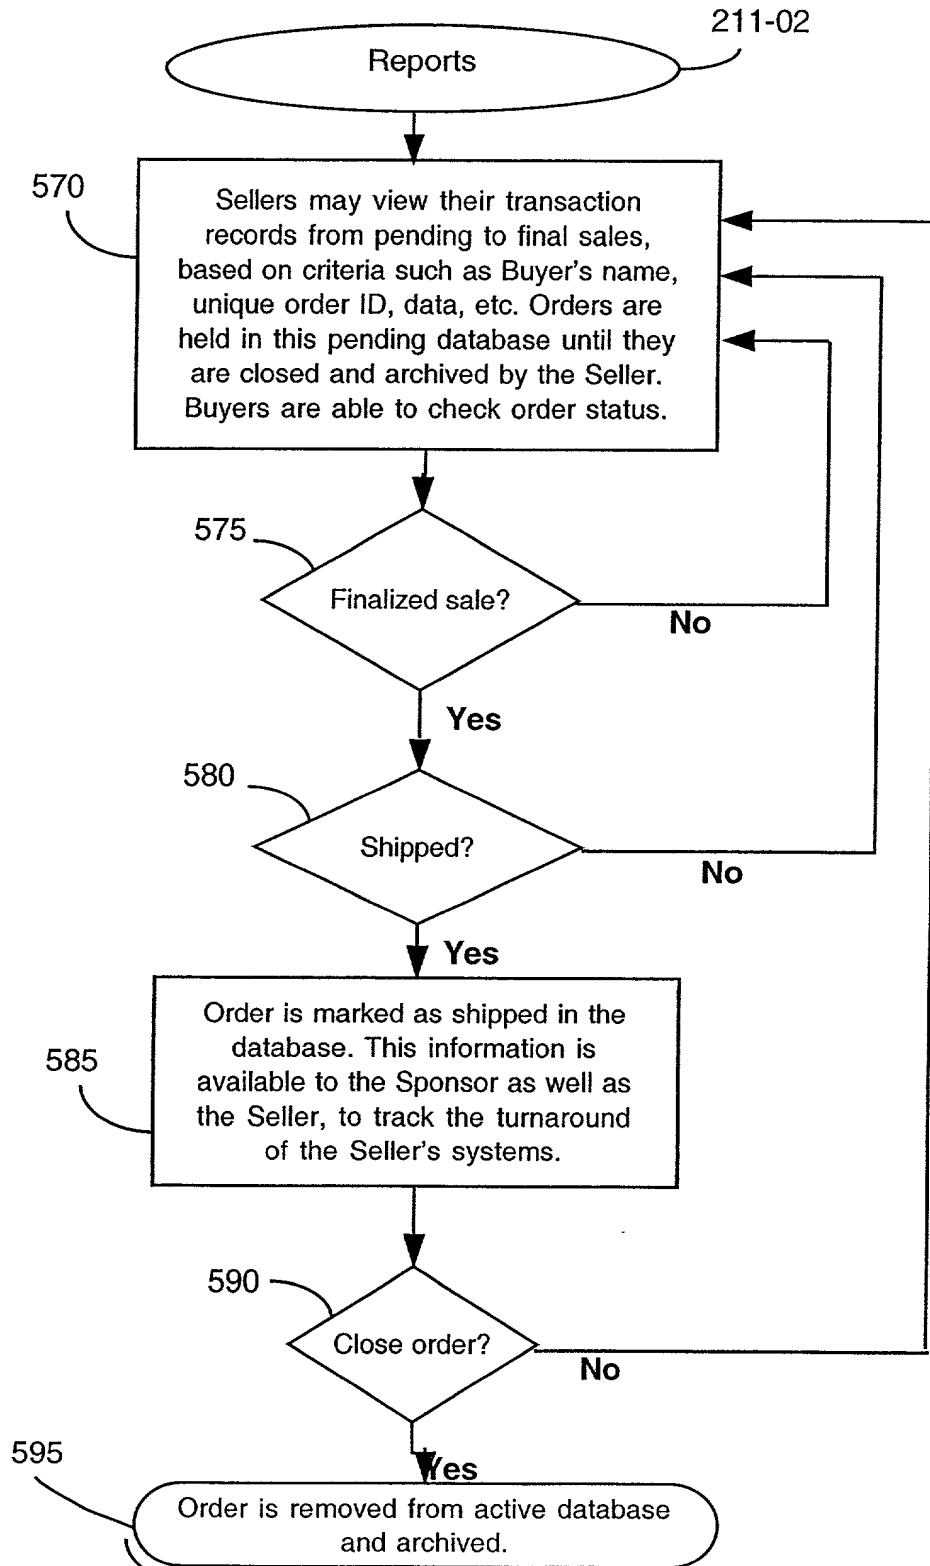 211-02
Reports
570
Sellers may view their transaction
records from pending to final sales,
based on criteria such as Buyer's name,
unique order ID, data, etc. Orders are
held in this pending database until they
are closed and archived by the Seller.
Buyers are able to check order status.
575
Finalized sale?
No
Yes
580
Shipped?
No
Yes
585
Order is marked as shipped in the
database. This information is
available to the Sponsor as well as
the Seller, to track the turnaround
of the Seller's systems.
590
Close order?
No
Yes
595
Order is removed from active database
and archived.